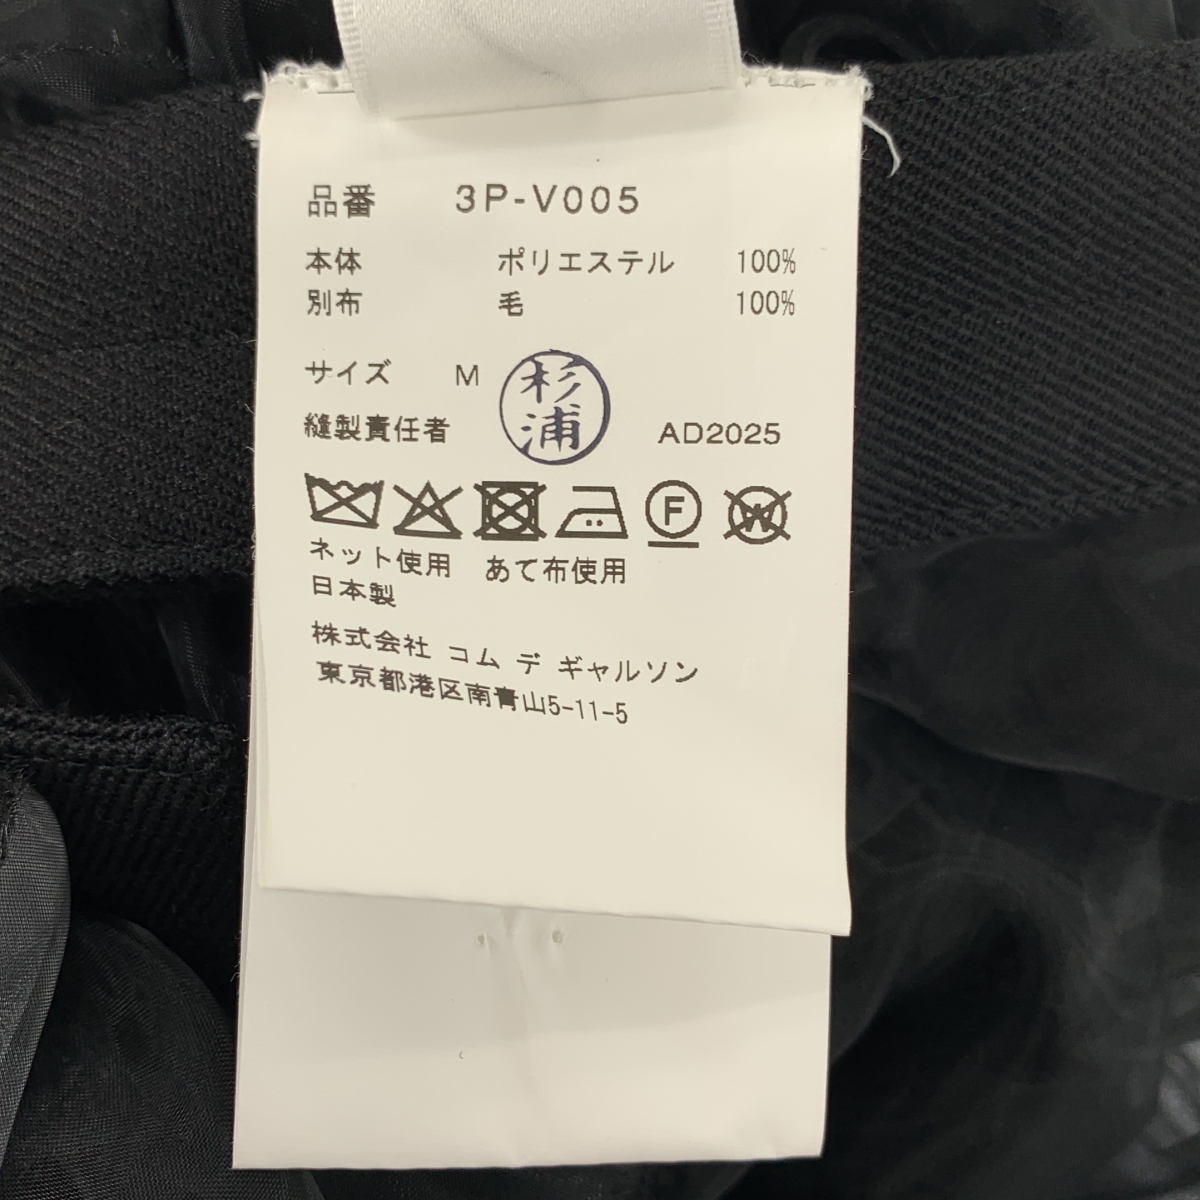 品番 3P-V005
本体 ポリエステル 100%
別布 毛 100%
サイズ M
杉浦
縫製責任者 AD2025
F W
ネット使用 あて布使用
日本製
株式会社 コム デ ギャルソン
東京都港区南青山5-11-5